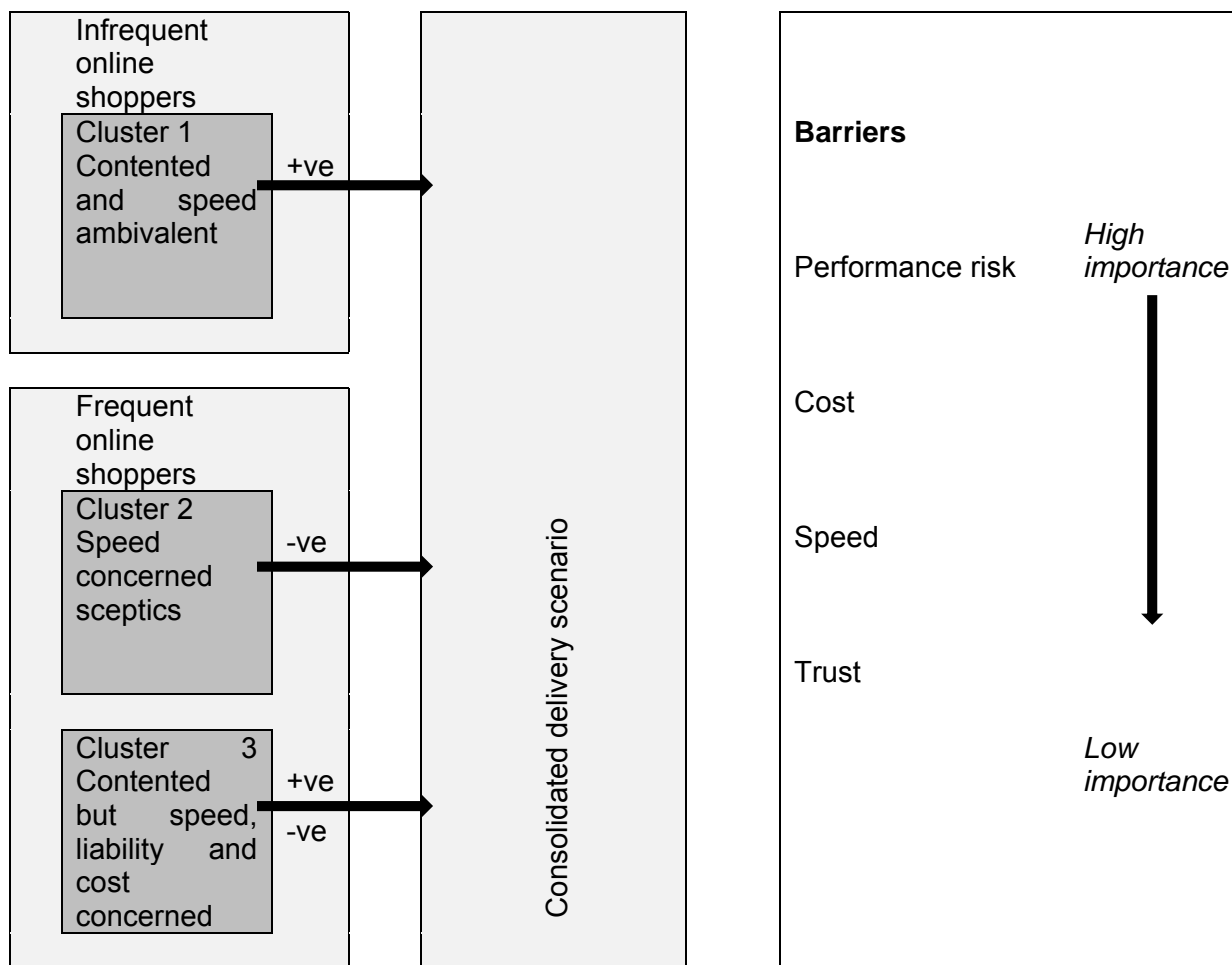 Infrequent
online
shoppers
Cluster 1
Contented
and speed
ambivalent
+ve
Frequent
online
shoppers
Cluster 2
Speed
concerned
sceptics
-ve
Cluster 3
Contented
but speed,
liability and
cost
concerned
+ve
-ve
Consolidated delivery scenario
Barriers
Performance risk
High
importance
Cost
Speed
Trust
Low
importance